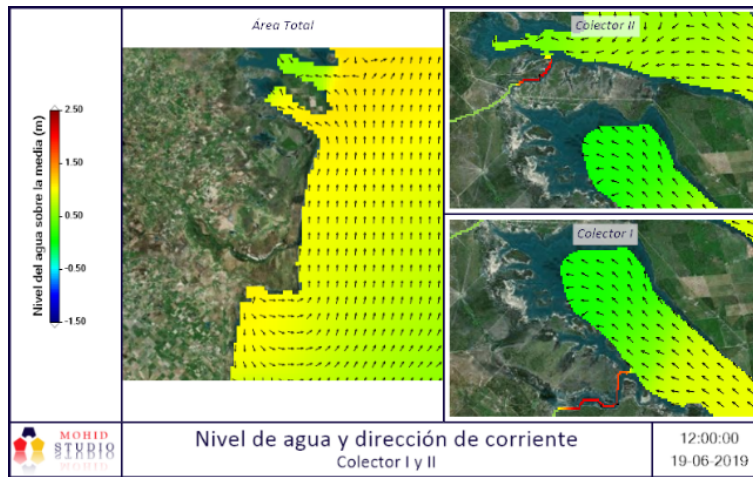 Área Total
Colector II
Nivel del agua sobre la media (m)
2.50
1.50
0.50
-0.50
-1.50
Colector I
MOHID
STUDIO
Nivel de agua y dirección de corriente
Colector I y II
12:00:00
19-06-2019